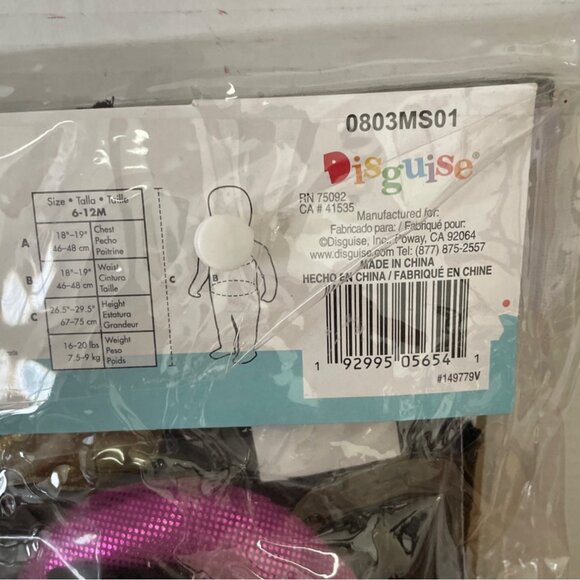 0803MS01
Disguise®
RN 75092
CA # 41535
Manufactured for:
Fabricado para: / Fabriqué pour:
©Disguise, Inc., Poway, CA 92064
www.disguise.com Tel: (877) 875-2557
MADE IN CHINA
HECHO EN CHINA / FABRIQUÉ EN CHINE
1 92995 05654 1
#149779V
Size • Talla • Taille
6-12M
A 18"-19" Chest
46-48 cm Pecho
Poitrine
B 18"-19" Waist
46-48 cm Cintura
Taille
C 26.5"-29.5" Height
67-75 cm Estatura
Grandeur
16-20 lbs Weight
7.5-9 kg Peso
Poids
C
B